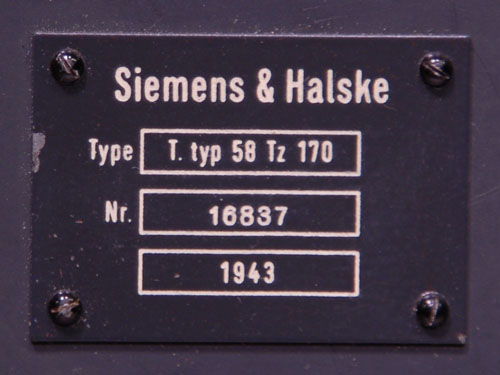 Siemens & Halske
Type T. typ 58 Tz 170
Nr. 16837
1943